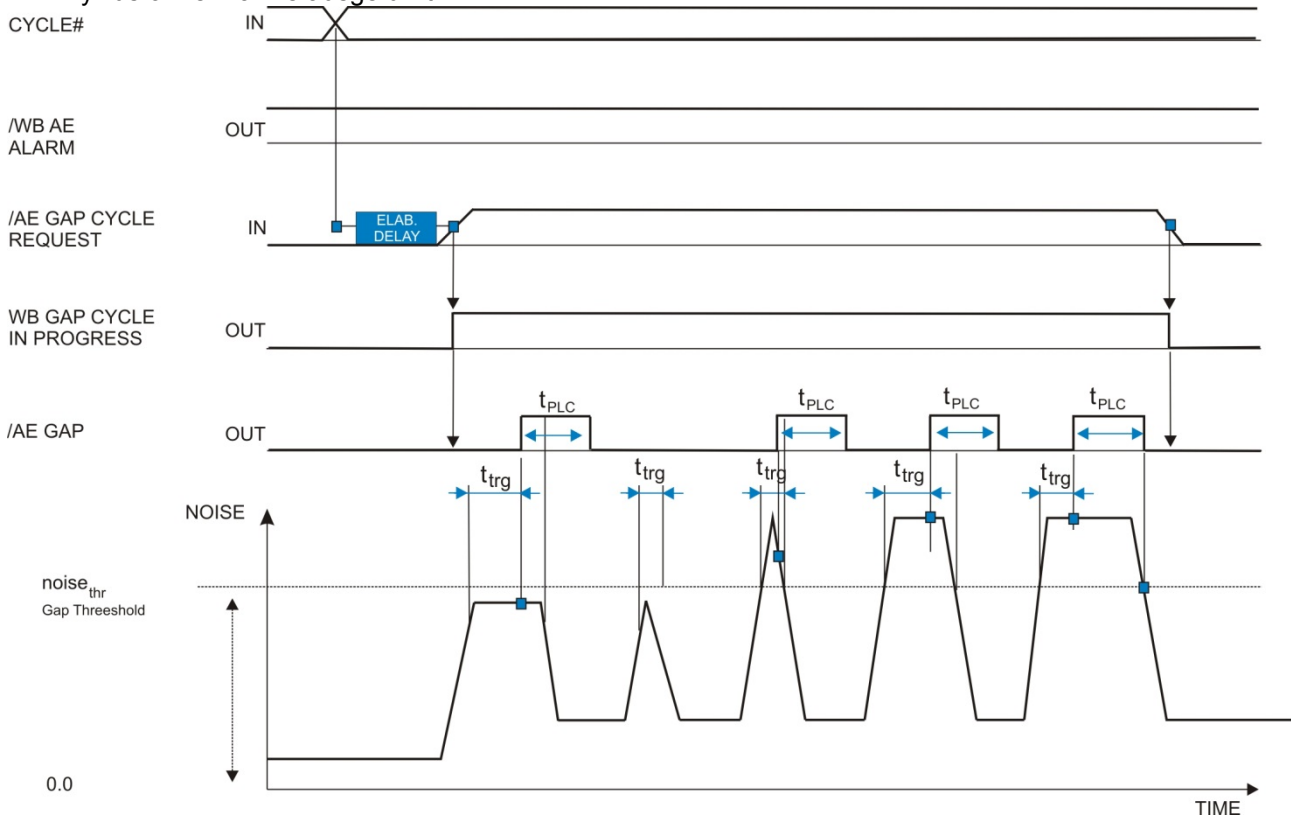 CYCLE# IN
/WB AE OUT
ALARM
/AE GAP CYCLE IN
REQUEST
ELAB.
DELAY
WB GAP CYCLE OUT
IN PROGRESS
/AE GAP OUT
tPLC tPLC tPLC tPLC
ttrg ttrg ttrg ttrg ttrg
NOISE
noisethr
Gap Threeshold
0.0
TIME